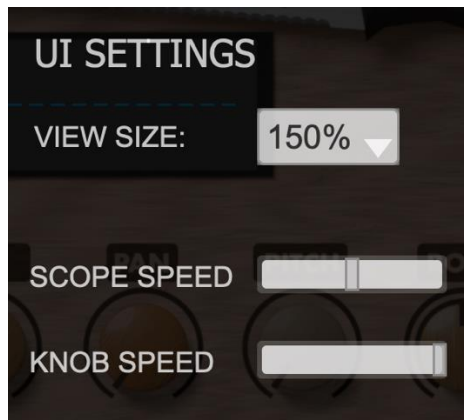 UI SETTINGS
VIEW SIZE: 150%
PAN
SCOPE SPEED
KNOB SPEED